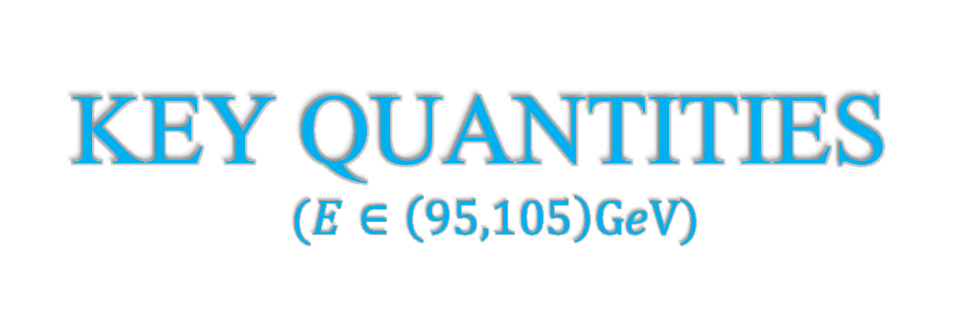 KEY QUANTITIES
(E ∈ (95,105)GeV)